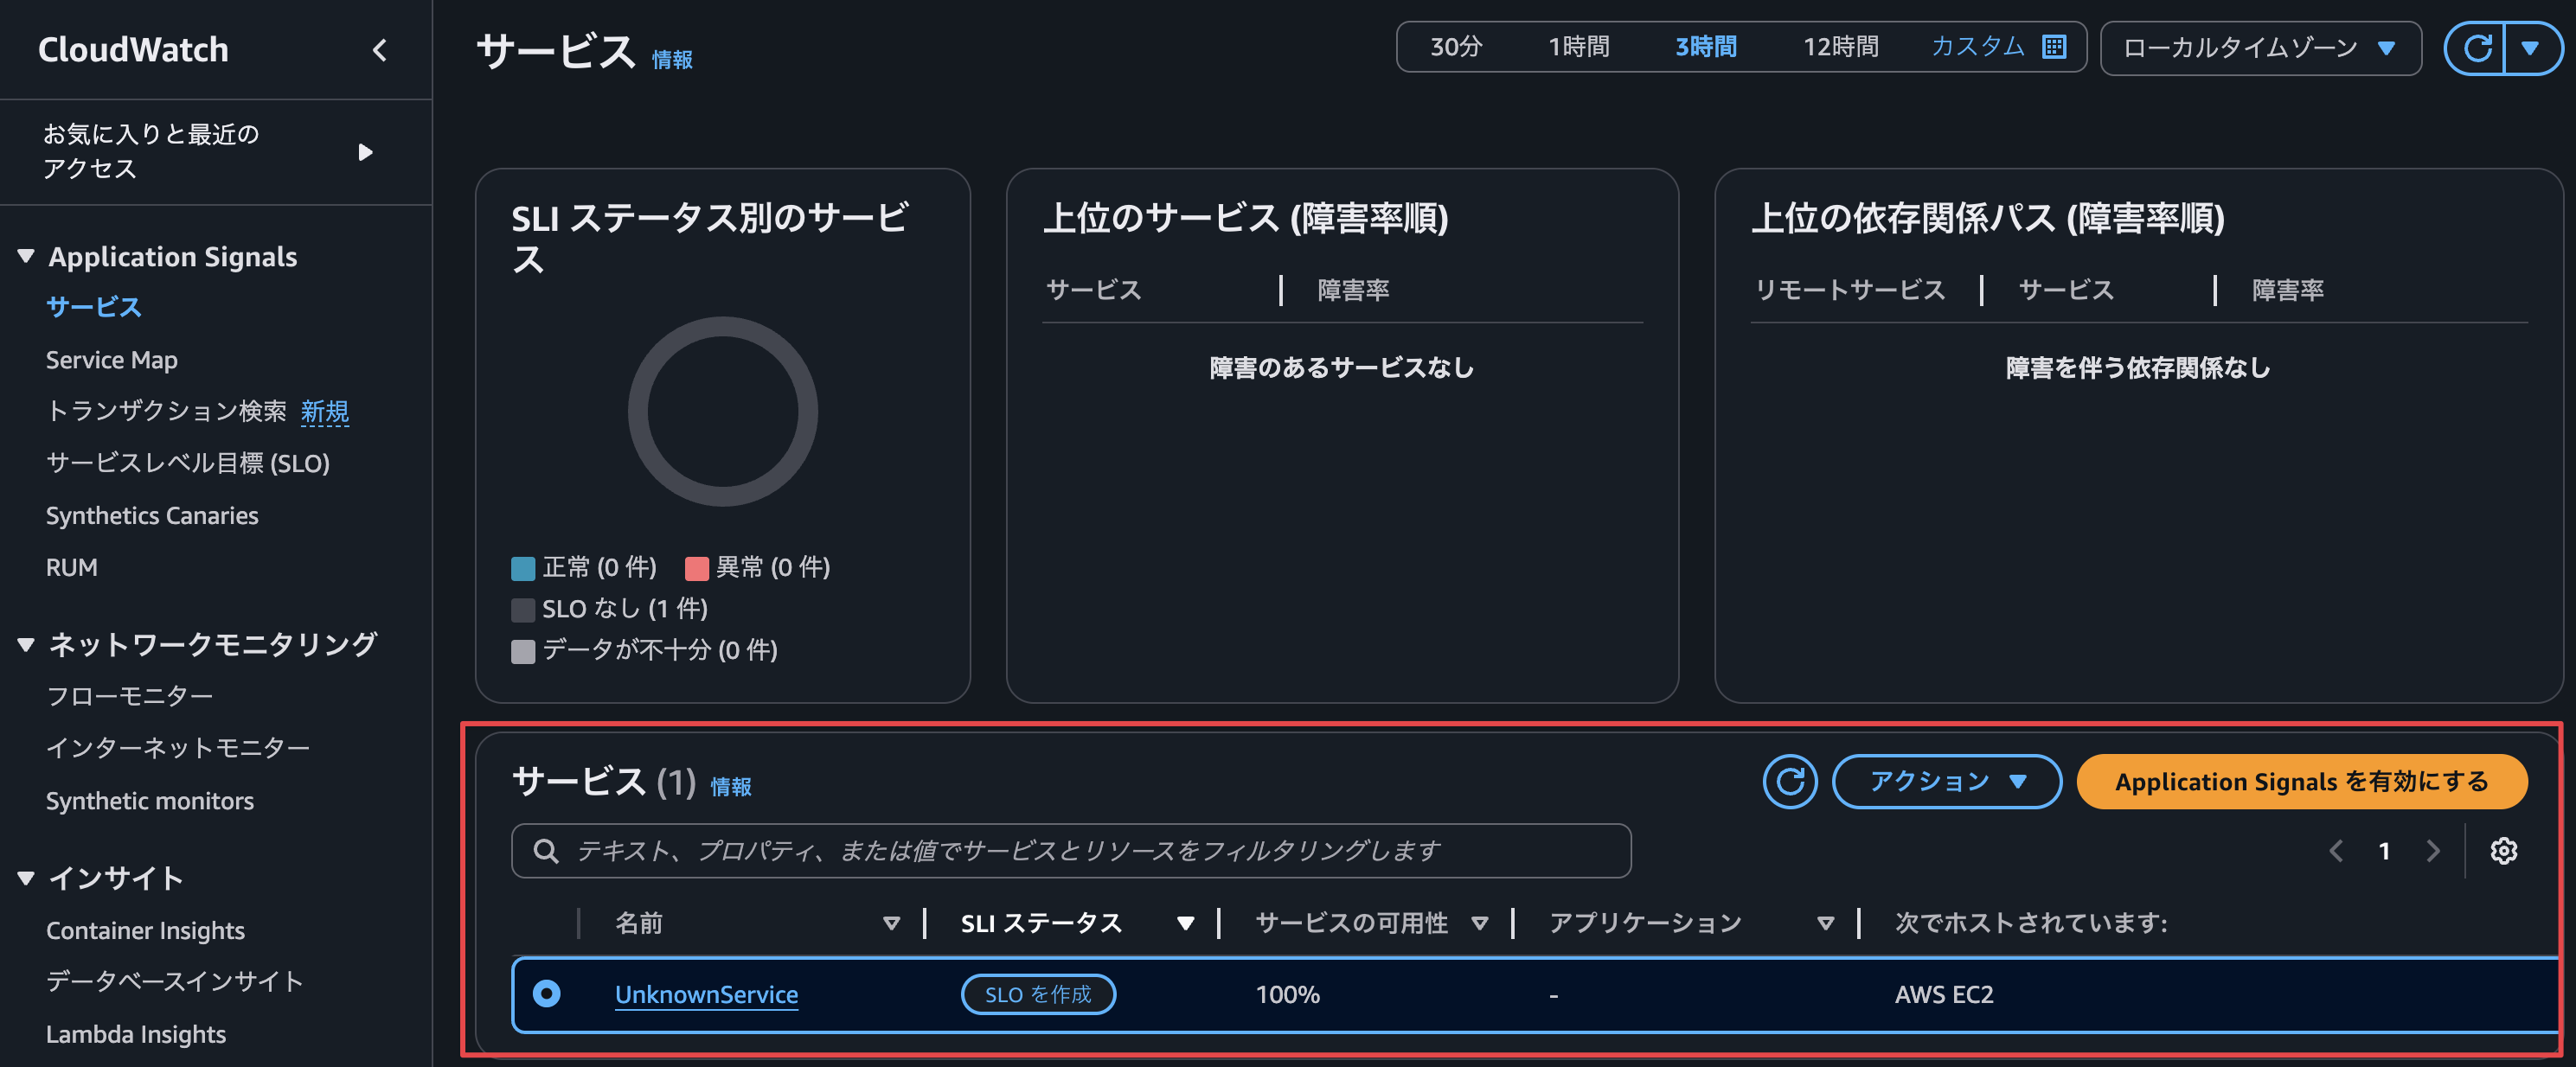 CloudWatch
お気に入りと最近の
アクセス
Application Signals
サービス
Service Map
トランザクション検索 新規
サービスレベル目標 (SLO)
Synthetics Canaries
RUM
ネットワークモニタリング
フローモニター
インターネットモニター
Synthetic monitors
インサイト
Container Insights
データベースインサイト
Lambda Insights
サービス 情報
30分 1時間 3時間 12時間 カスタム ローカルタイムゾーン
SLI ステータス別のサービ
ス
正常 (0 件) 異常 (0 件)
SLO なし (1 件)
データが不十分 (0 件)
上位のサービス (障害率順)
サービス 障害率
障害のあるサービスなし
上位の依存関係パス (障害率順)
リモートサービス サービス 障害率
障害を伴う依存関係なし
サービス (1) 情報
アクション Application Signals を有効にする
テキスト、プロパティ、または値でサービスとリソースをフィルタリングします
1
名前 SLI ステータス サービスの可用性 アプリケーション 次でホストされています:
UnknownService SLO を作成 100% - AWS EC2